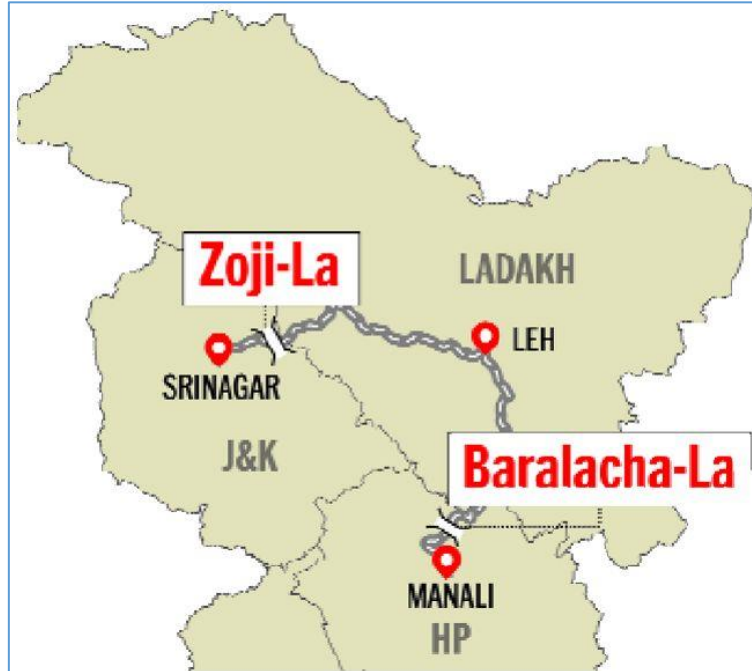 Zoji-La
LADAKH
LEH
SRINAGAR
J&K
Baralacha-La
MANALI
HP